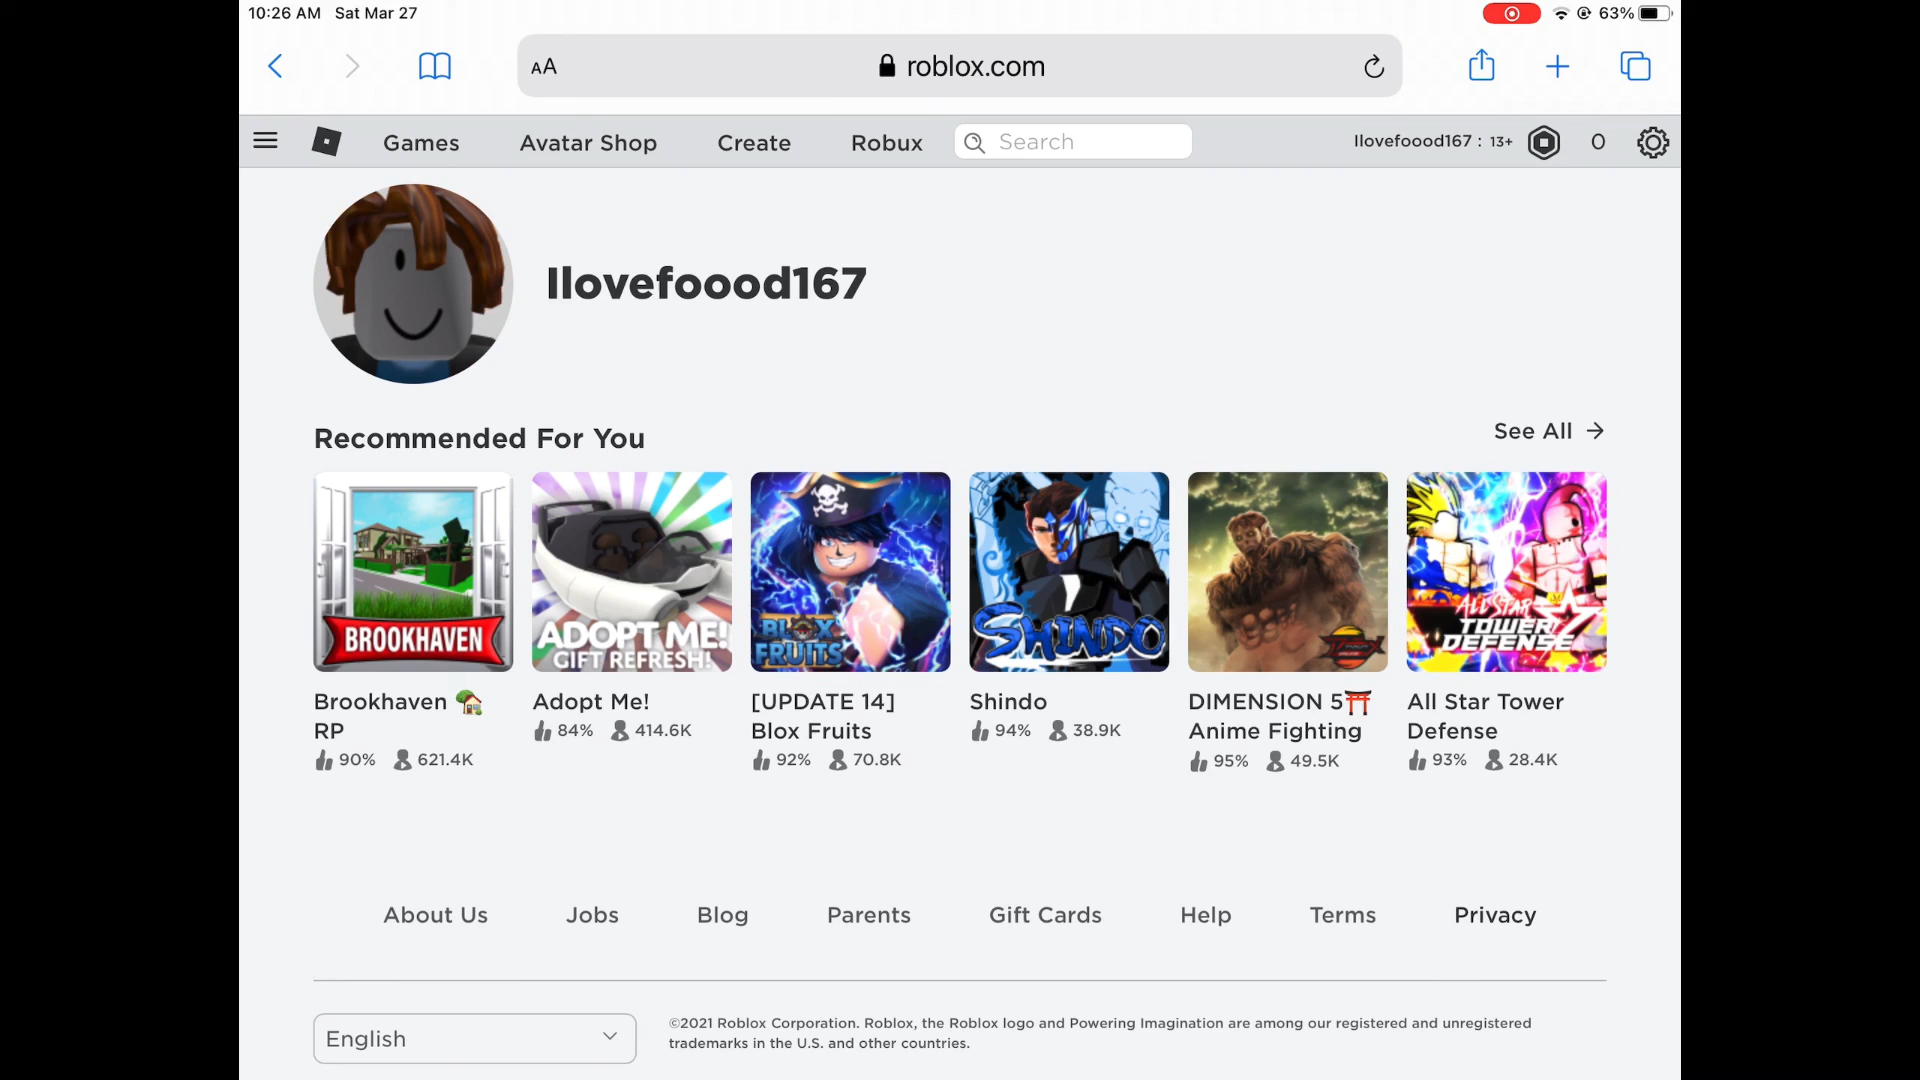 10:26 AM Sat Mar 27
63%
AA
roblox.com
Games
Avatar Shop
Create
Robux
Search
Ilovefoood167 : 13+
0
Ilovefoood167
Recommended For You
See All →
BROOKHAVEN
ADOPT ME!
GIFT REFRESH!
BLOX
FRUITS
SHINDO
ALL STAR
TOWER
DEFENSE
Brookhaven 🏡
RP
90% 621.4K
Adopt Me!
84% 414.6K
[UPDATE 14]
Blox Fruits
92% 70.8K
Shindo
94% 38.9K
DIMENSION 5⛩️
Anime Fighting
95% 49.5K
All Star Tower
Defense
93% 28.4K
About Us
Jobs
Blog
Parents
Gift Cards
Help
Terms
Privacy
English
©2021 Roblox Corporation. Roblox, the Roblox logo and Powering Imagination are among our registered and unregistered
trademarks in the U.S. and other countries.